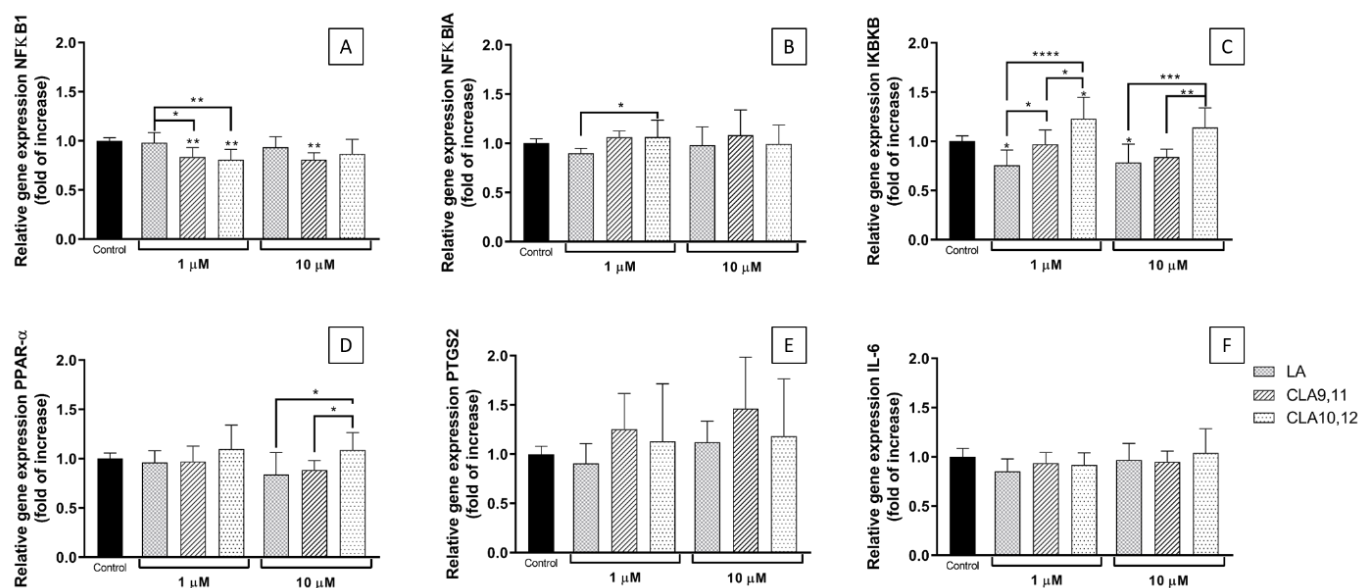 Relative gene expression NFΚB1
(fold of increase)
2.0
1.5
1.0
0.5
0.0
A
**
*
**
**
**
Control
1 μM
10 μM
Relative gene expression NFΚBIA
(fold of increase)
2.0
1.5
1.0
0.5
0.0
B
*
Control
1 μM
10 μM
Relative gene expression IKBKB
(fold of increase)
2.0
1.5
1.0
0.5
0.0
C
****
*
*
*
*
***
**
*
Control
1 μM
10 μM
Relative gene expression PPAR-α
(fold of increase)
2.0
1.5
1.0
0.5
0.0
D
*
*
Control
1 μM
10 μM
Relative gene expression PTGS2
(fold of increase)
2.0
1.5
1.0
0.5
0.0
E
Control
1 μM
10 μM
Relative gene expression IL-6
(fold of increase)
2.0
1.5
1.0
0.5
0.0
F
Control
1 μM
10 μM
LA
CLA9,11
CLA10,12